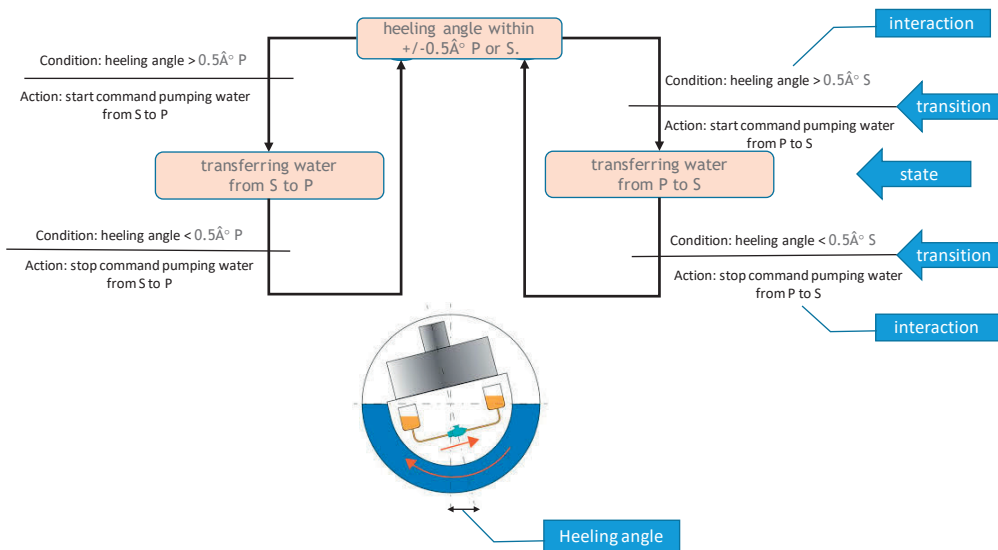 heeling angle within
+/-0.5Â° P or S.
interaction
Condition: heeling angle > 0.5Â° P
Action: start command pumping water
from S to P
Condition: heeling angle > 0.5Â° S
transition
Action: start command pumping water
from P to S
transferring water
from S to P
transferring water
from P to S
state
Condition: heeling angle < 0.5Â° P
Action: stop command pumping water
from S to P
Condition: heeling angle < 0.5Â° S
transition
Action: stop command pumping water
from P to S
interaction
Heeling angle